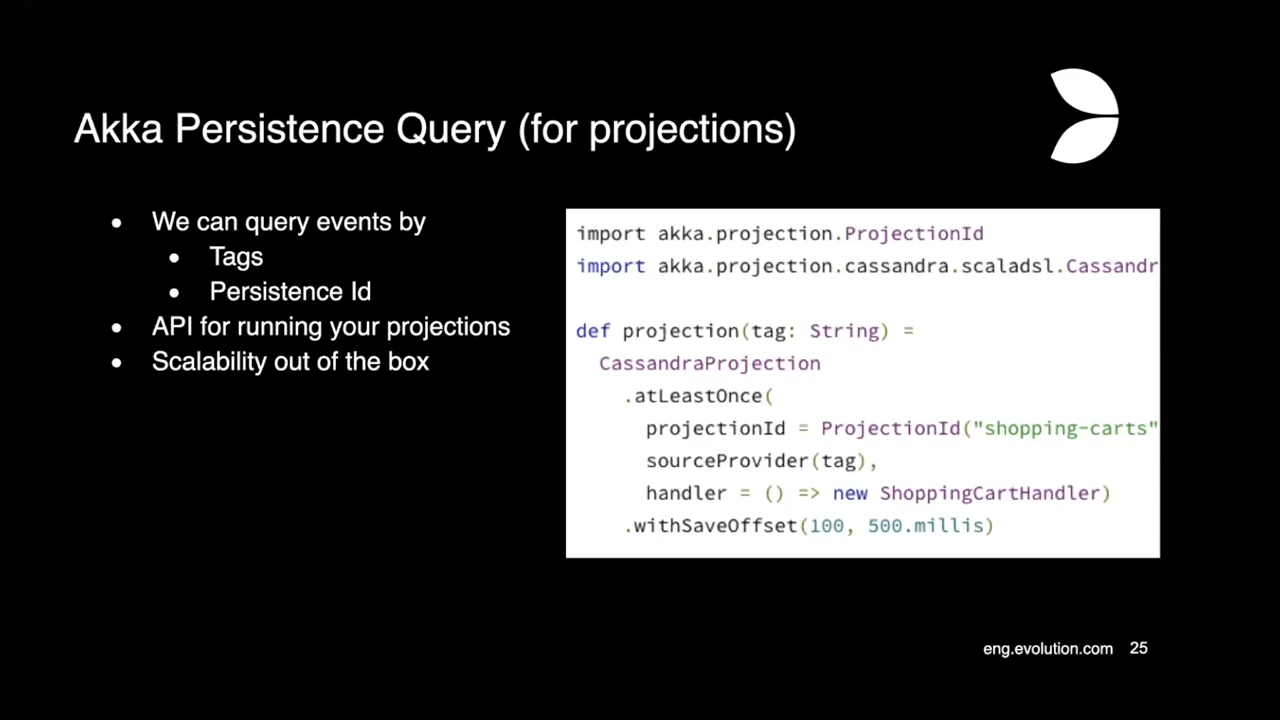 Akka Persistence Query (for projections)
• We can query events by
• Tags
• Persistence Id
• API for running your projections
• Scalability out of the box
import akka.projection.ProjectionId
import akka.projection.cassandra.scaladsl.Cassandr
def projection(tag: String) =
CassandraProjection
.atLeastOnce(
projectionId = ProjectionId("shopping-carts"
sourceProvider(tag),
handler = () => new ShoppingCartHandler)
.withSaveOffset(100, 500.millis)
eng.evolution.com 25